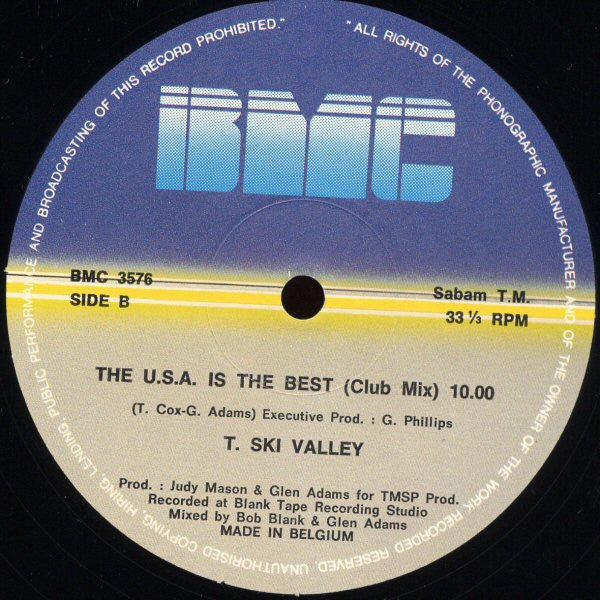 "ALL RIGHTS OF THE PHONOGRAPHIC MANUFACTURER AND OF THE OWNER OF THE WORK RECORDED RESERVED. UNAUTHORISED COPYING, HIRING, LENDING, PUBLIC PERFORMANCE AND BROADCASTING OF THIS RECORD PROHIBITED."
BMC
BMC 3576
SIDE B
Sabam T.M.
33 ⅓ RPM
THE U.S.A. IS THE BEST (Club Mix) 10.00
(T. Cox-G. Adams) Executive Prod. : G. Phillips
T. SKI VALLEY
Prod. : Judy Mason & Glen Adams for TMSP Prod.
Recorded at Blank Tape Recording Studio
Mixed by Bob Blank & Glen Adams
MADE IN BELGIUM